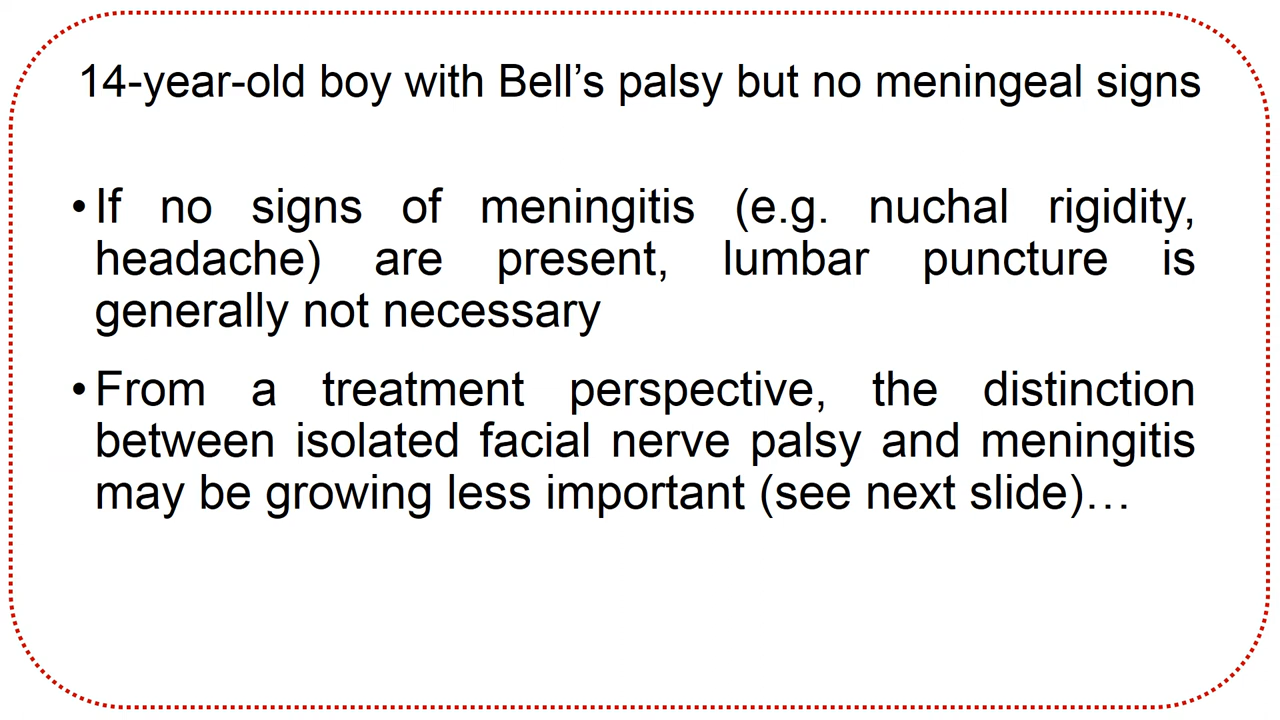 14-year-old boy with Bell’s palsy but no meningeal signs
•If no signs of meningitis (e.g. nuchal rigidity,
headache) are present, lumbar puncture is
generally not necessary
•From a treatment perspective, the distinction
between isolated facial nerve palsy and meningitis
may be growing less important (see next slide)…